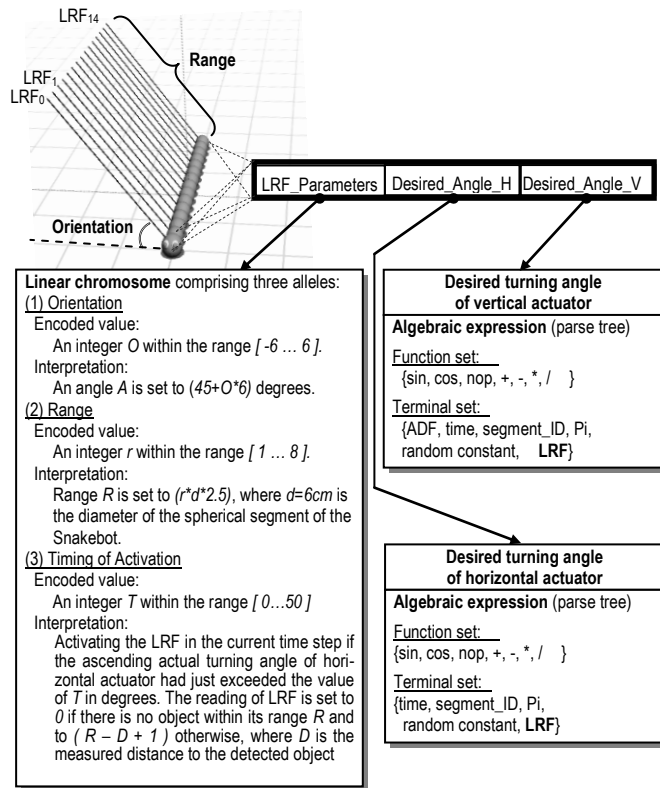 LRF14
Range
LRF1
LRF0
Orientation
LRF_Parameters Desired_Angle_H Desired_Angle_V
Linear chromosome comprising three alleles:
(1) Orientation
Encoded value:
An integer O within the range [ -6 … 6 ].
Interpretation:
An angle A is set to (45+O*6) degrees.
(2) Range
Encoded value:
An integer r within the range [ 1 … 8 ].
Interpretation:
Range R is set to (r*d*2.5), where d=6cm is
the diameter of the spherical segment of the
Snakebot.
(3) Timing of Activation
Encoded value:
An integer T within the range [ 0…50 ]
Interpretation:
Activating the LRF in the current time step if
the ascending actual turning angle of hori-
zontal actuator had just exceeded the value
of T in degrees. The reading of LRF is set to
0 if there is no object within its range R and
to ( R – D + 1 ) otherwise, where D is the
measured distance to the detected object
Desired turning angle
of vertical actuator
Algebraic expression (parse tree)
Function set:
{sin, cos, nop, +, -, *, / }
Terminal set:
{ADF, time, segment_ID, Pi,
random constant, LRF}
Desired turning angle
of horizontal actuator
Algebraic expression (parse tree)
Function set:
{sin, cos, nop, +, -, *, / }
Terminal set:
{time, segment_ID, Pi,
random constant, LRF}